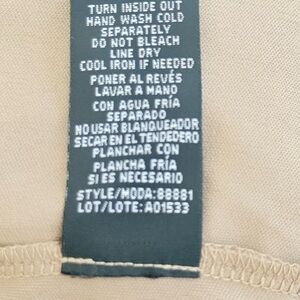 TURN INSIDE OUT
HAND WASH COLD
SEPARATELY
DO NOT BLEACH
LINE DRY
COOL IRON IF NEEDED
PONER AL REVÉS
LAVAR A MANO
CON AGUA FRÍA
SEPARADO
NO USAR BLANQUEADOR
SECAR EN EL TENDEDERO
PLANCHAR CON
PLANCHA FRÍA
SI ES NECESARIO
STYLE/MODA:88881
LOT/LOTE:A01533